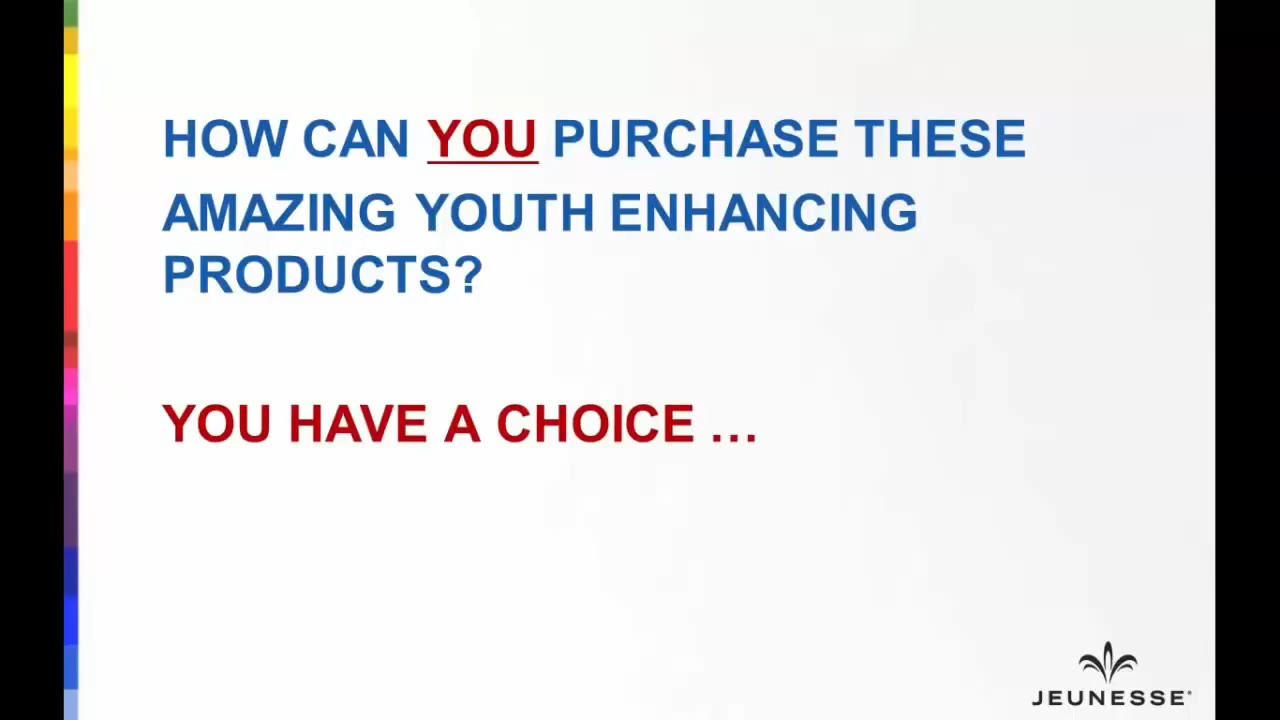 HOW CAN YOU PURCHASE THESE
AMAZING YOUTH ENHANCING
PRODUCTS?
YOU HAVE A CHOICE ...
JEUNESSE®